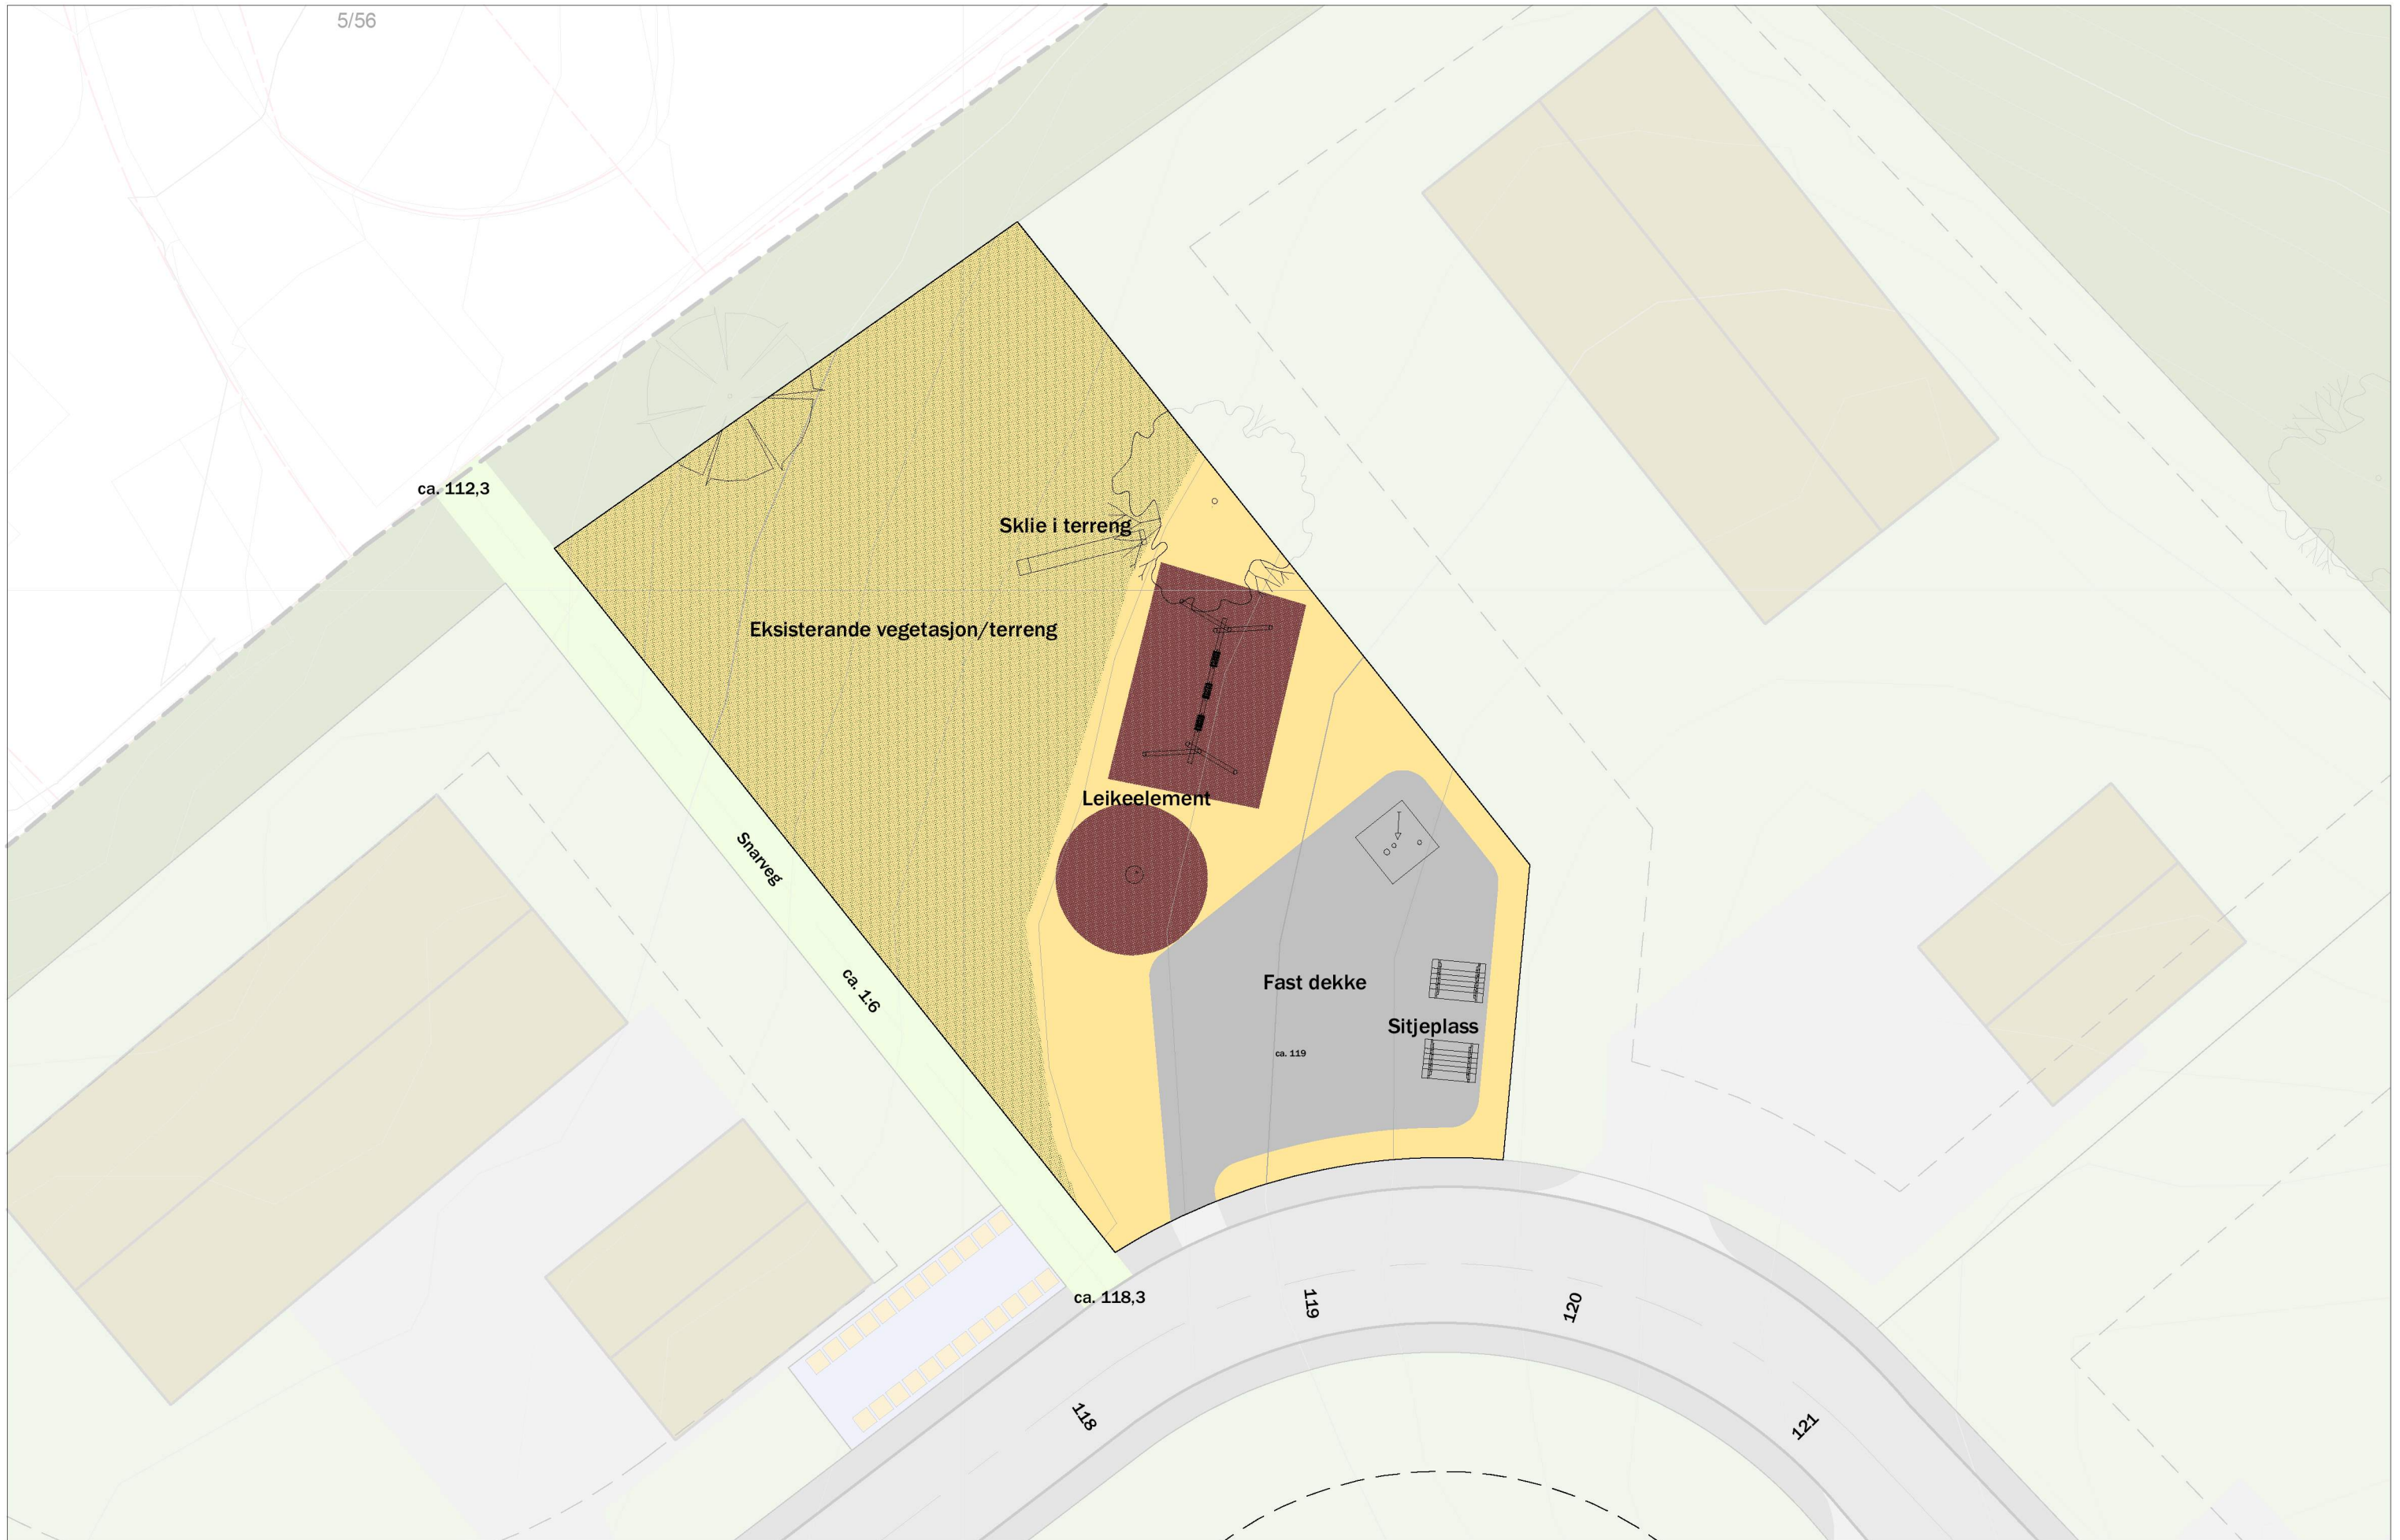 5/56
ca. 112,3
Sklie i terreng
Eksisterande vegetasjon/terreng
Leikeelement
Snarveg
ca. 1:6
Fast dekke
Sitjeplass
ca. 119
ca. 118,3
119
120
118
121